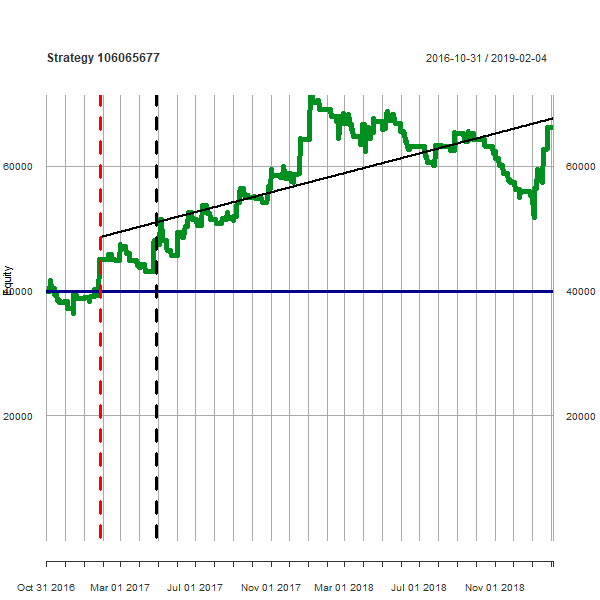 Strategy 106065677
2016-10-31 / 2019-02-04
60000
60000
Equity
40000
40000
20000
20000
Oct 31 2016
Mar 01 2017
Jul 01 2017
Nov 01 2017
Mar 01 2018
Jul 01 2018
Nov 01 2018